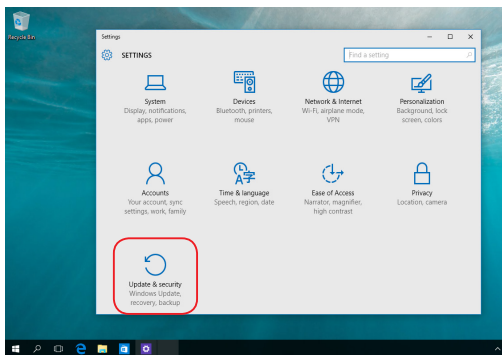 Recycle Bin
Settings
SETTINGS
Find a setting
System
Display, notifications,
apps, power
Devices
Bluetooth, printers,
mouse
Network & Internet
Wi-Fi, airplane mode,
VPN
Personalization
Background, lock
screen, colors
Accounts
Your account, sync
settings, work, family
Time & language
Speech, region, date
Ease of Access
Narrator, magnifier,
high contrast
Privacy
Location, camera
Update & security
Windows Update,
recovery, backup